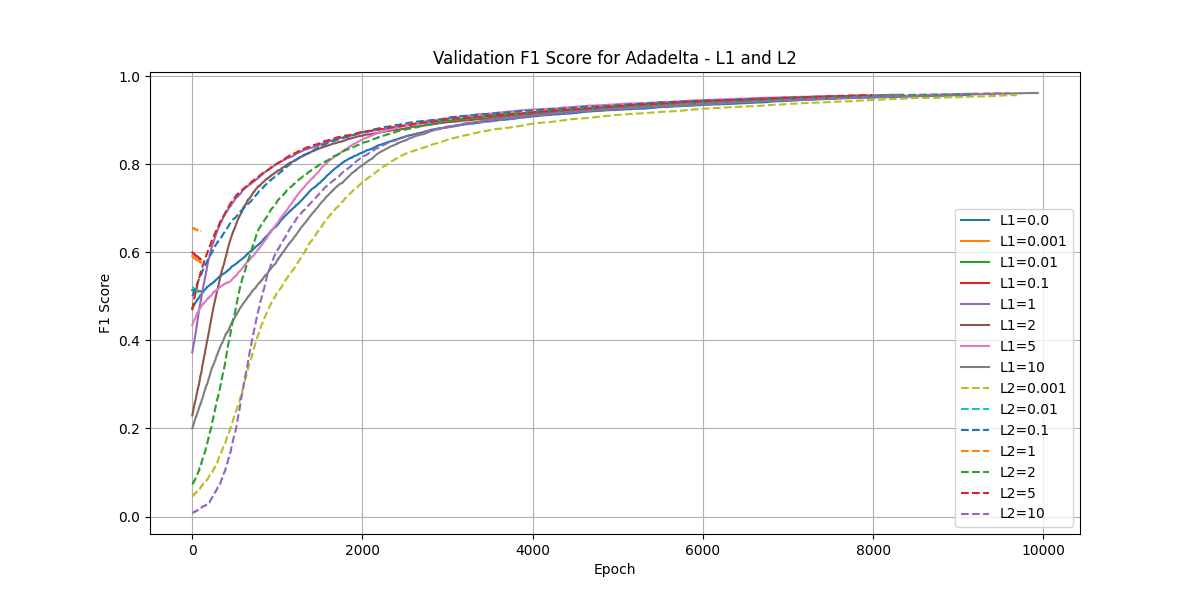 Validation F1 Score for Adadelta - L1 and L2
1.0
0.8
0.6
0.4
0.2
0.0
F1 Score
0
2000
4000
6000
8000
10000
Epoch
L1=0.0
L1=0.001
L1=0.01
L1=0.1
L1=1
L1=2
L1=5
L1=10
L2=0.001
L2=0.01
L2=0.1
L2=1
L2=2
L2=5
L2=10